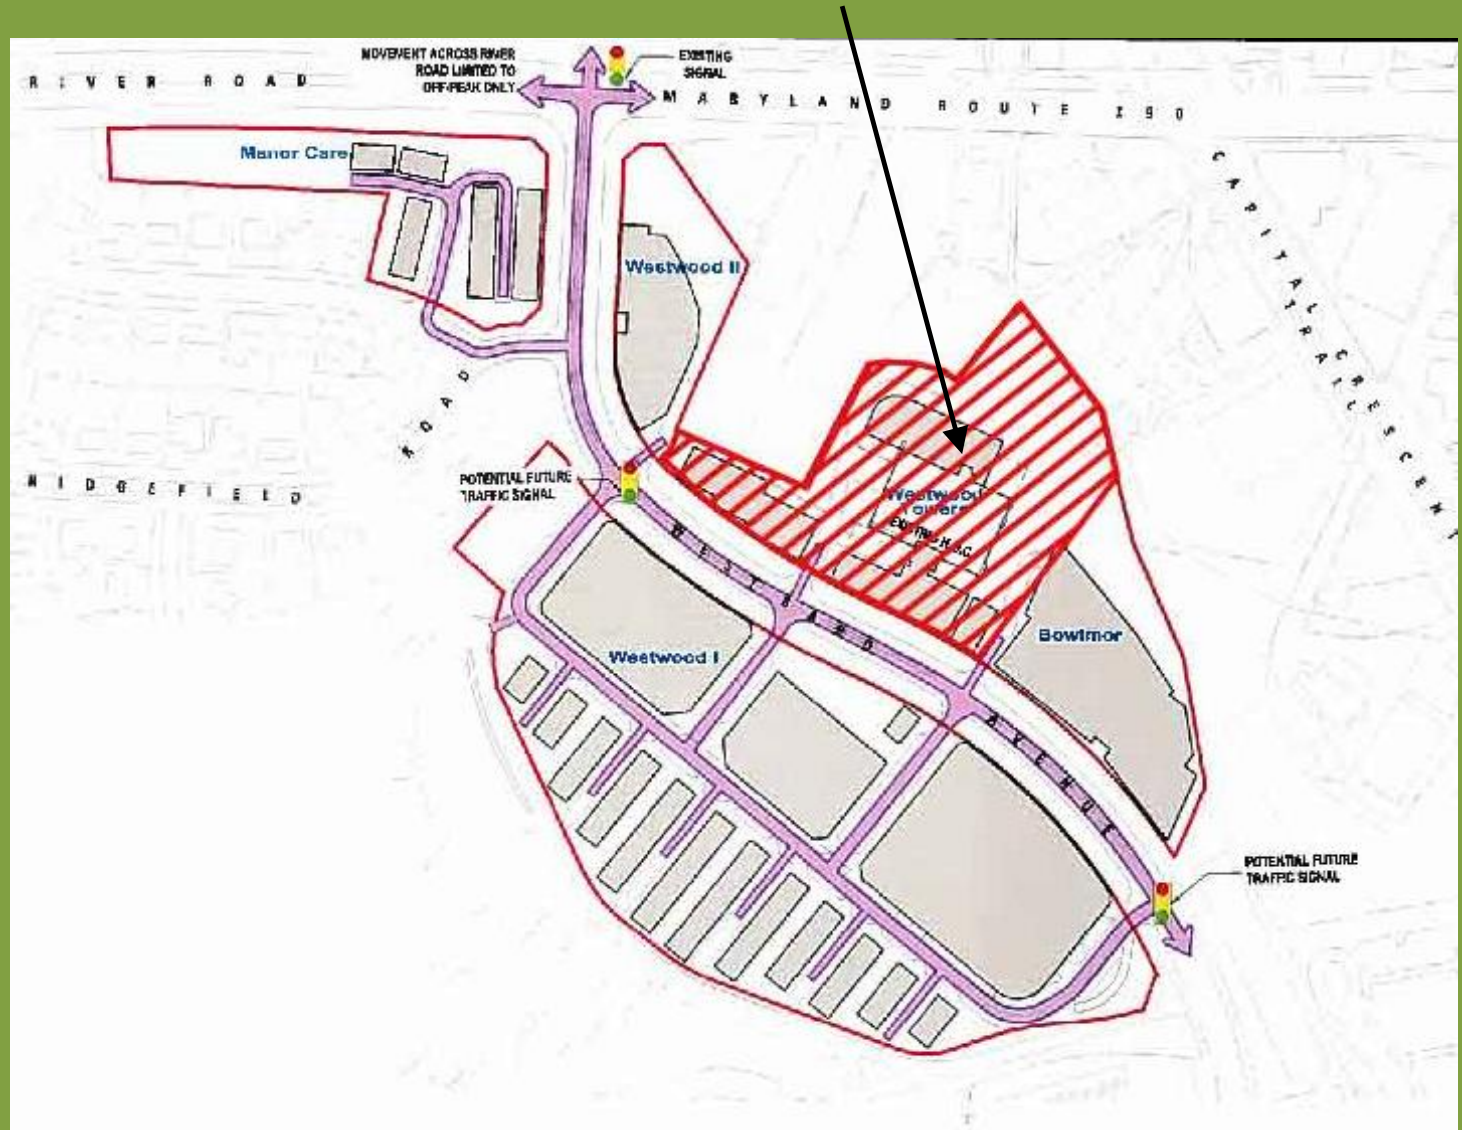 MOVEMENT ACROSS RIVER
ROAD LIMITED TO
OFF-PEAK ONLY
EXISTING
SIGNAL
RIVER ROAD
MARYLAND ROUTE 190
Manor Care
CAPITAL
CRESCENT
TRAIL
Westwood II
ROAD
RIDGEFIELD
POTENTIAL FUTURE
TRAFFIC SIGNAL
Westwood
Towers
EXISTING H.O.C.
WESTBARD
AVENUE
Westwood I
Bowlmor
POTENTIAL FUTURE
TRAFFIC SIGNAL